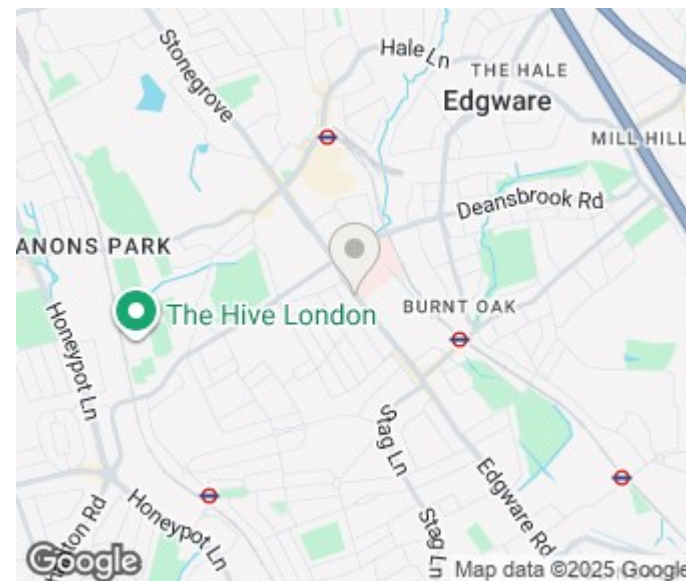 Stonegrove
Hale Ln
THE HALE
Edgware
MILL HILL
Deansbrook Rd
ANONS PARK
Honeypot Ln
The Hive London
BURNT OAK
Stag Ln
Edgware Rd
Honeypot Ln
Stag Ln
Google
Map data ©2025 Google